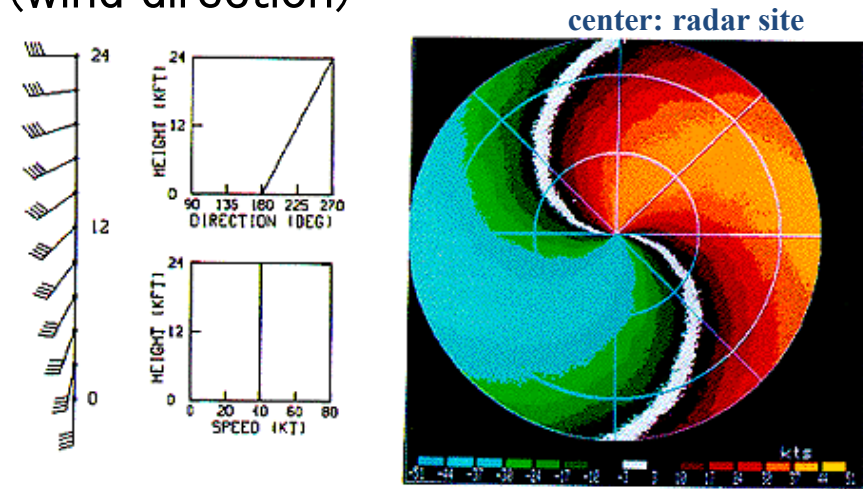 (wind direction)
center: radar site
24
12
0
HEIGHT (KFT)
24
12
0
90 135 180 225 270
DIRECTION (DEG)
HEIGHT (KFT)
24
12
0
0 20 40 60 80
SPEED (KT)
kts